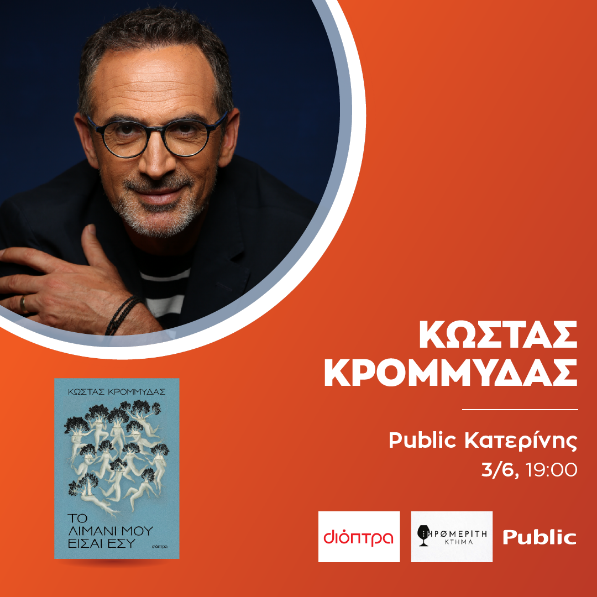 ΚΩΣΤΑΣ
ΚΡΟΜΜΥΔΑΣ
Public Κατερίνης
3/6, 19:00
ΚΩΣΤΑΣ ΚΡΟΜΜΥΔΑΣ
ΤΟ
ΛΙΜΑΝΙ ΜΟΥ
ΕΙΣΑΙ ΕΣΥ
διόπτρα
ΚΤΗΜΑ
Public